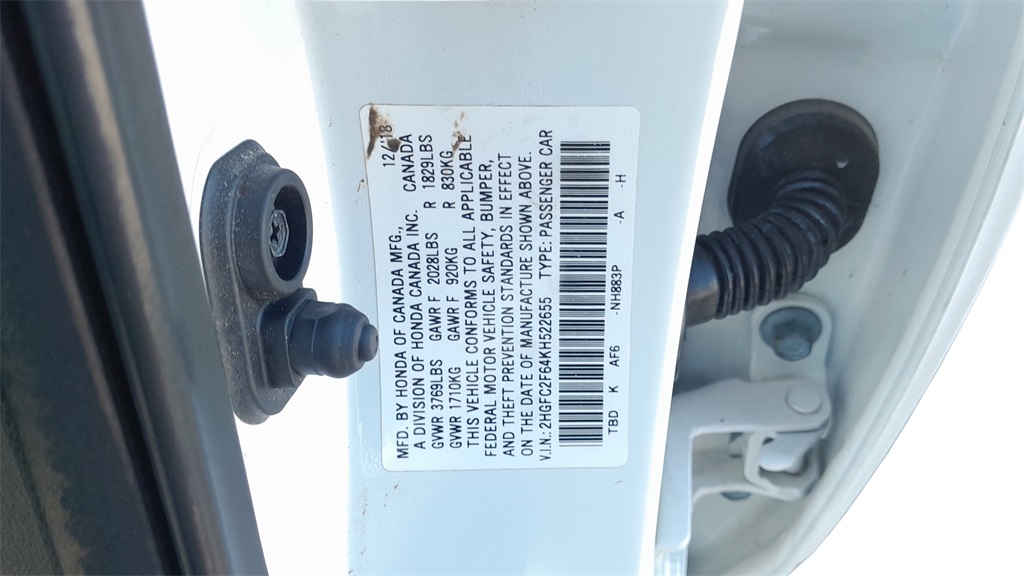 MFD. BY HONDA OF CANADA MFG., 12/18
A DIVISION OF HONDA CANADA INC. CANADA
GVWR 3769LBS GAWR F 2028LBS R 1829LBS
GVWR 1710KG GAWR F 920KG R 830KG
THIS VEHICLE CONFORMS TO ALL APPLICABLE
FEDERAL MOTOR VEHICLE SAFETY, BUMPER,
AND THEFT PREVENTION STANDARDS IN EFFECT
ON THE DATE OF MANUFACTURE SHOWN ABOVE.
V.I.N.: 2HGFC2F64KH522655 TYPE: PASSENGER CAR
TBD K AF6 -NH883P -A -H